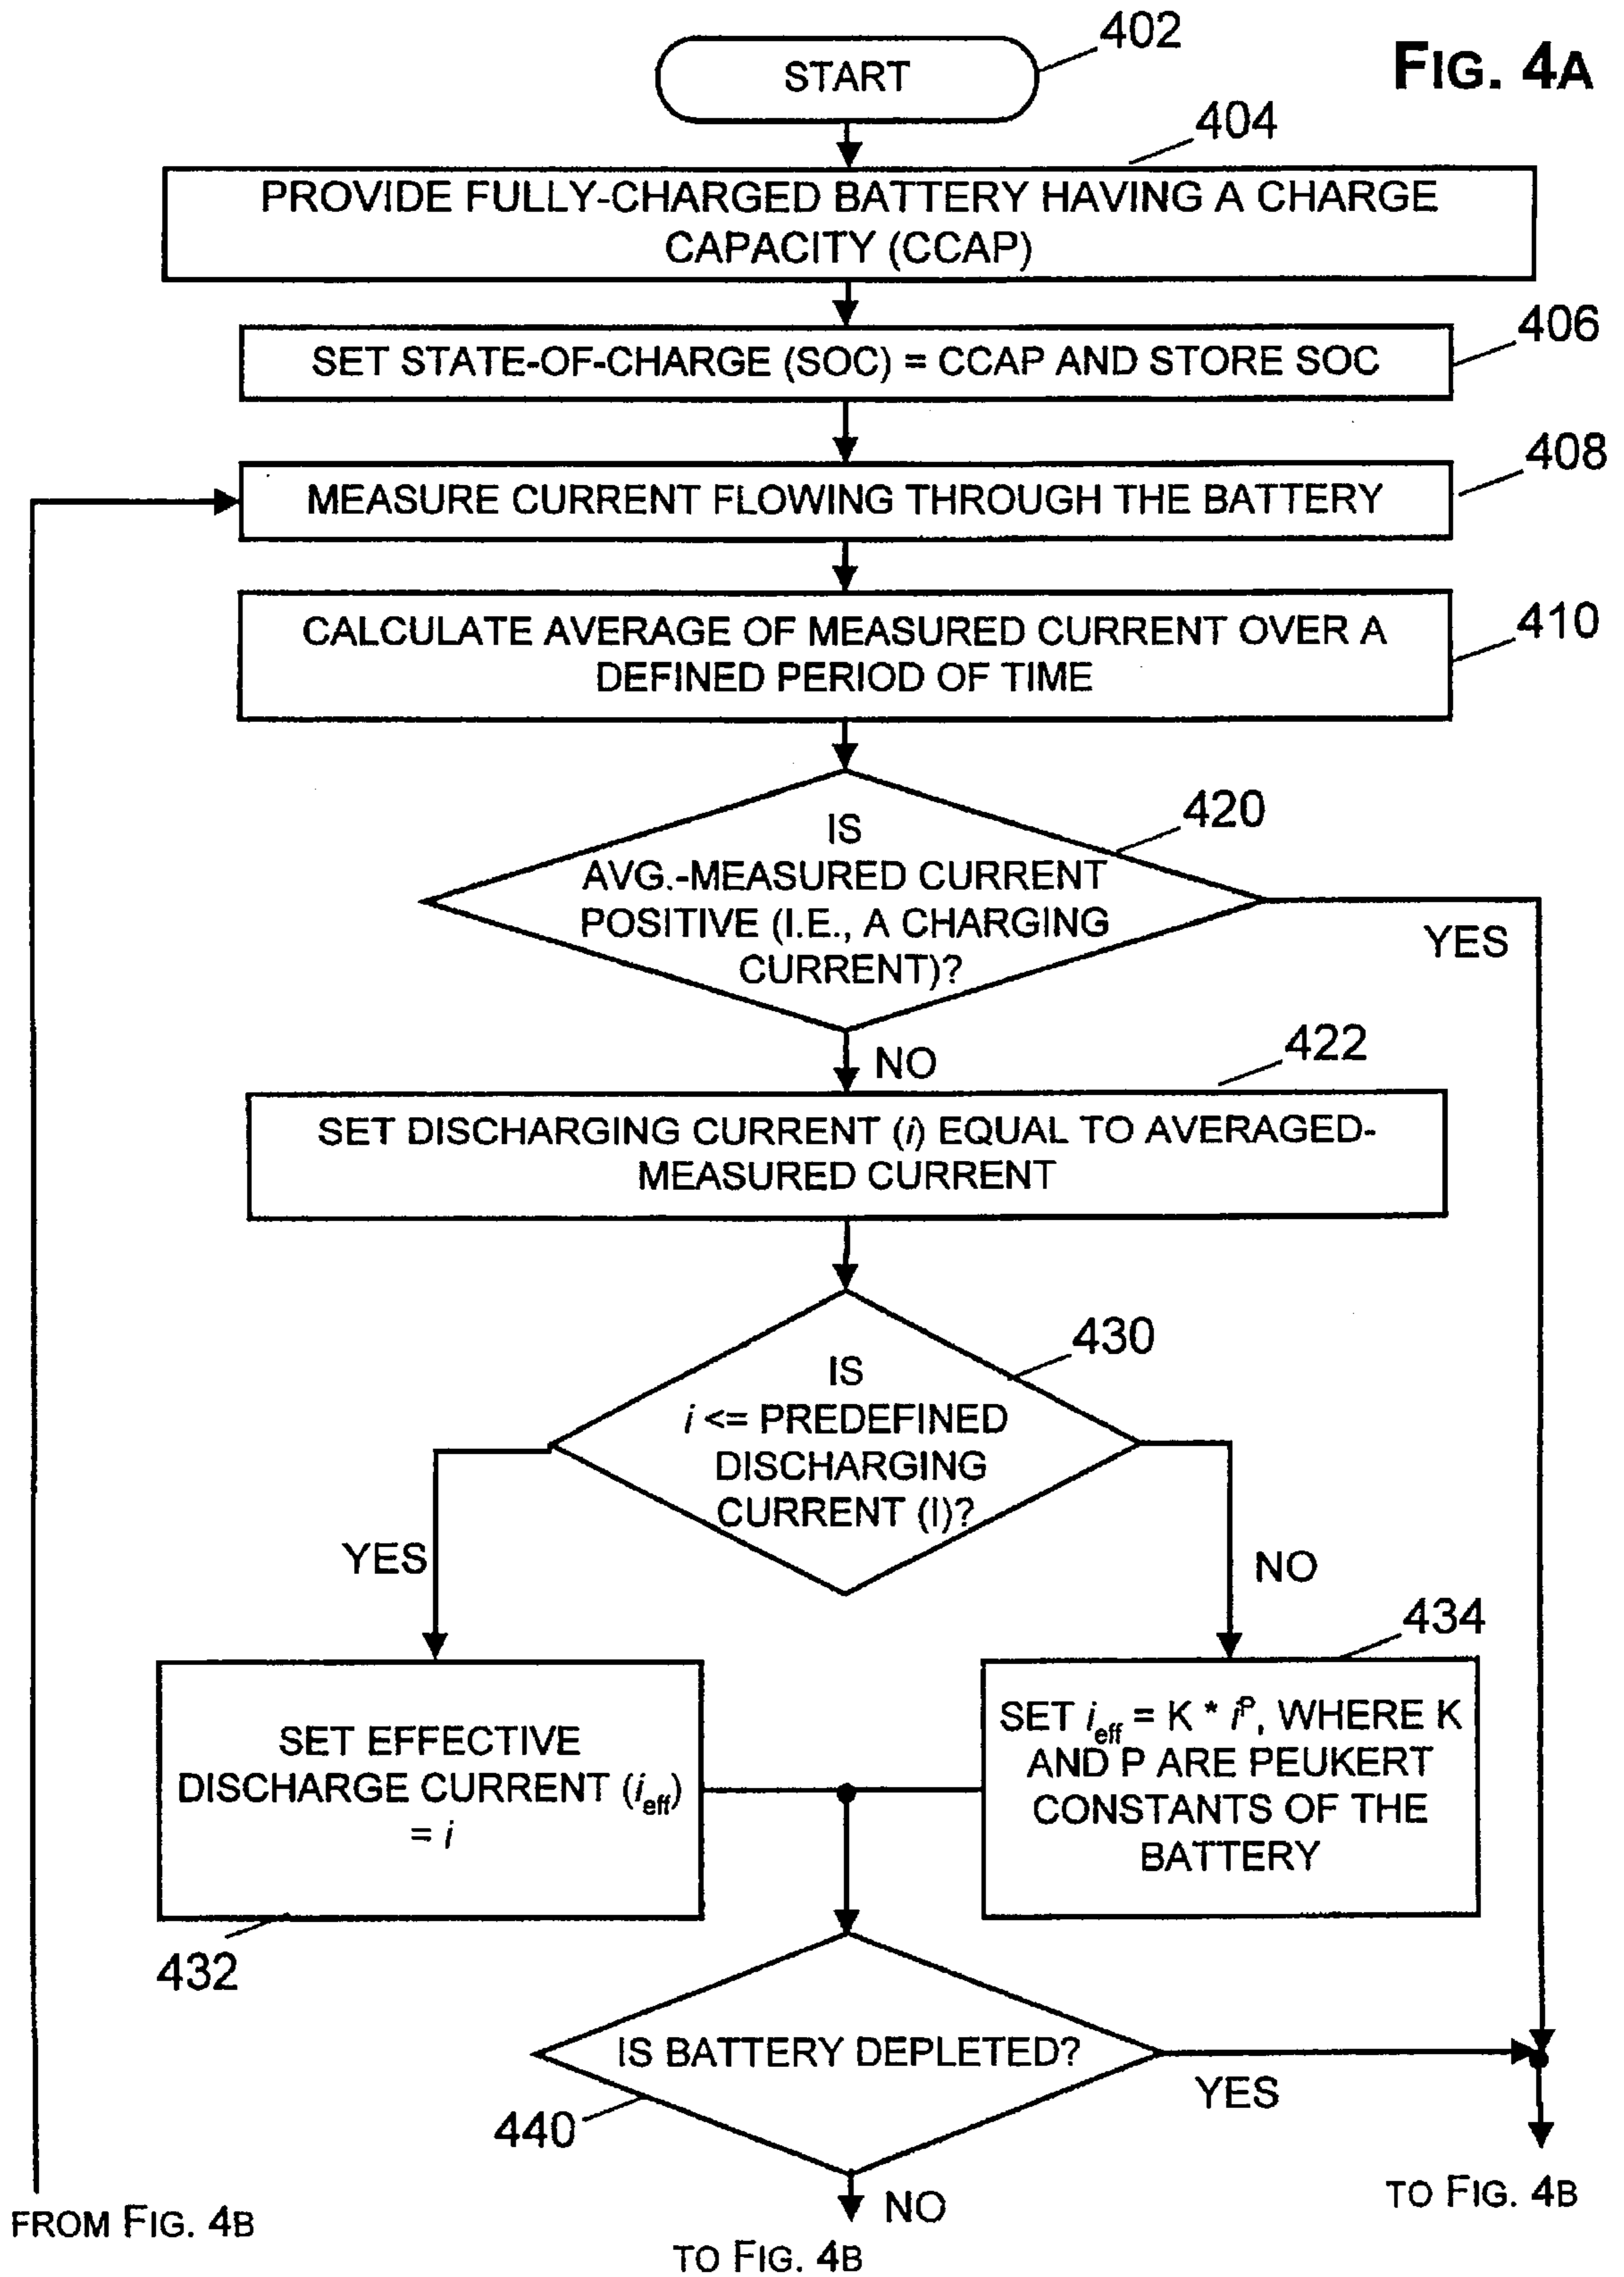 402
FIG. 4A
START
404
PROVIDE FULLY-CHARGED BATTERY HAVING A CHARGE
CAPACITY (CCAP)
406
SET STATE-OF-CHARGE (SOC) = CCAP AND STORE SOC
408
MEASURE CURRENT FLOWING THROUGH THE BATTERY
410
CALCULATE AVERAGE OF MEASURED CURRENT OVER A
DEFINED PERIOD OF TIME
420
IS
AVG.-MEASURED CURRENT
POSITIVE (I.E., A CHARGING
CURRENT)?
YES
NO
422
SET DISCHARGING CURRENT (i) EQUAL TO AVERAGED-
MEASURED CURRENT
430
IS
i <= PREDEFINED
DISCHARGING
CURRENT (I)?
YES
NO
434
SET EFFECTIVE
DISCHARGE CURRENT (i_eff)
= i
SET i_eff = K * i^P, WHERE K
AND P ARE PEUKERT
CONSTANTS OF THE
BATTERY
432
IS BATTERY DEPLETED?
YES
440
NO
FROM FIG. 4B
TO FIG. 4B
TO FIG. 4B